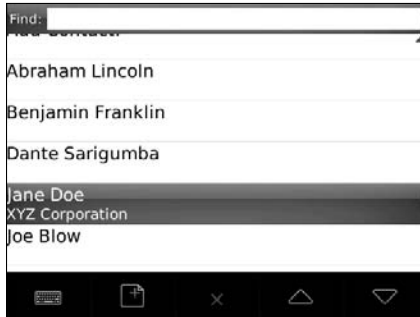 Find:
Abraham Lincoln
Benjamin Franklin
Dante Sarigumba
Jane Doe
XYZ Corporation
Joe Blow